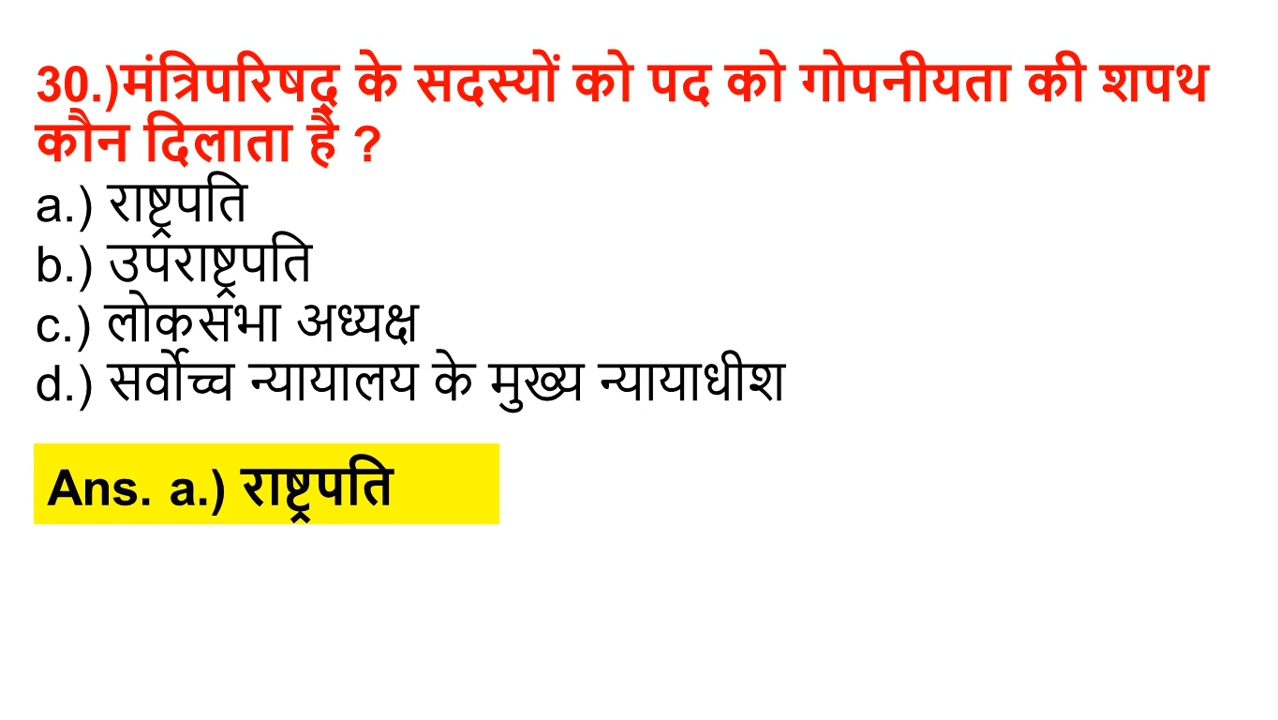 30.)मंत्रिपरिषद् के सदस्यों को पद को गोपनीयता की शपथ
कौन दिलाता है ?
a.) राष्ट्रपति
b.) उपराष्ट्रपति
c.) लोकसभा अध्यक्ष
d.) सर्वोच्च न्यायालय के मुख्य न्यायाधीश
Ans. a.) राष्ट्रपति